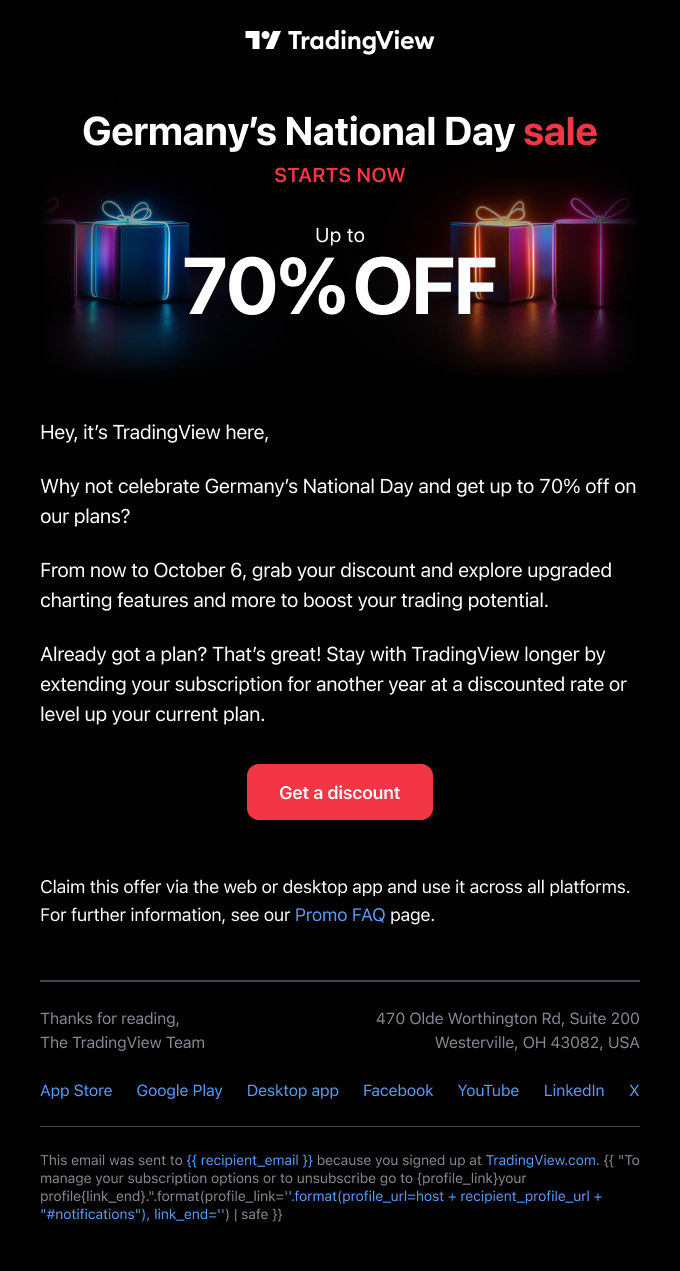 TradingView
Germany’s National Day sale
STARTS NOW
Up to
70% OFF
Hey, it’s TradingView here,
Why not celebrate Germany’s National Day and get up to 70% off on
our plans?
From now to October 6, grab your discount and explore upgraded
charting features and more to boost your trading potential.
Already got a plan? That’s great! Stay with TradingView longer by
extending your subscription for another year at a discounted rate or
level up your current plan.
Get a discount
Claim this offer via the web or desktop app and use it across all platforms.
For further information, see our Promo FAQ page.
Thanks for reading,
The TradingView Team
470 Olde Worthington Rd, Suite 200
Westerville, OH 43082, USA
App Store Google Play Desktop app Facebook YouTube LinkedIn X
This email was sent to {{ recipient_email }} because you signed up at TradingView.com. {{ "To
manage your subscription options or to unsubscribe go to {profile_link}your
profile{link_end}.".format(profile_link=''.format(profile_url=host + recipient_profile_url +
"#notifications"), link_end='') | safe }}